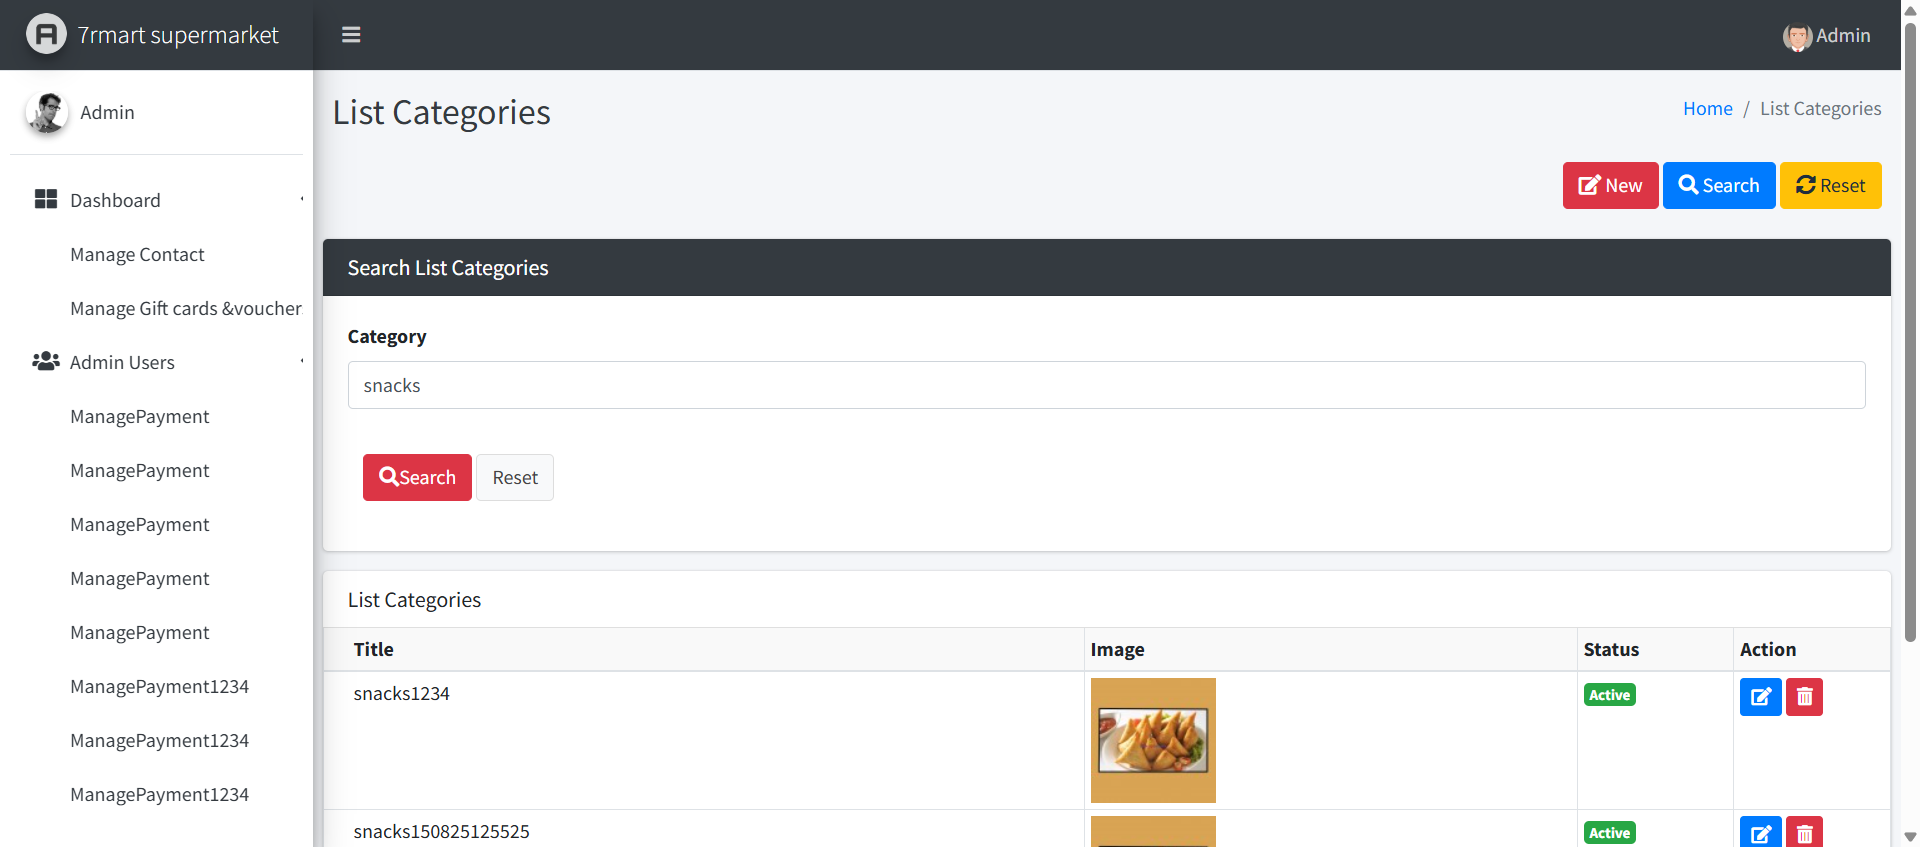 7rmart supermarket
Admin
Admin
List Categories
Home / List Categories
New
Search
Reset
Dashboard
Manage Contact
Manage Gift cards &voucher
Admin Users
ManagePayment
ManagePayment
ManagePayment
ManagePayment
ManagePayment
ManagePayment1234
ManagePayment1234
ManagePayment1234
Search List Categories
Category
snacks
Search
Reset
List Categories
Title Image Status Action
snacks1234 Active
snacks150825125525 Active